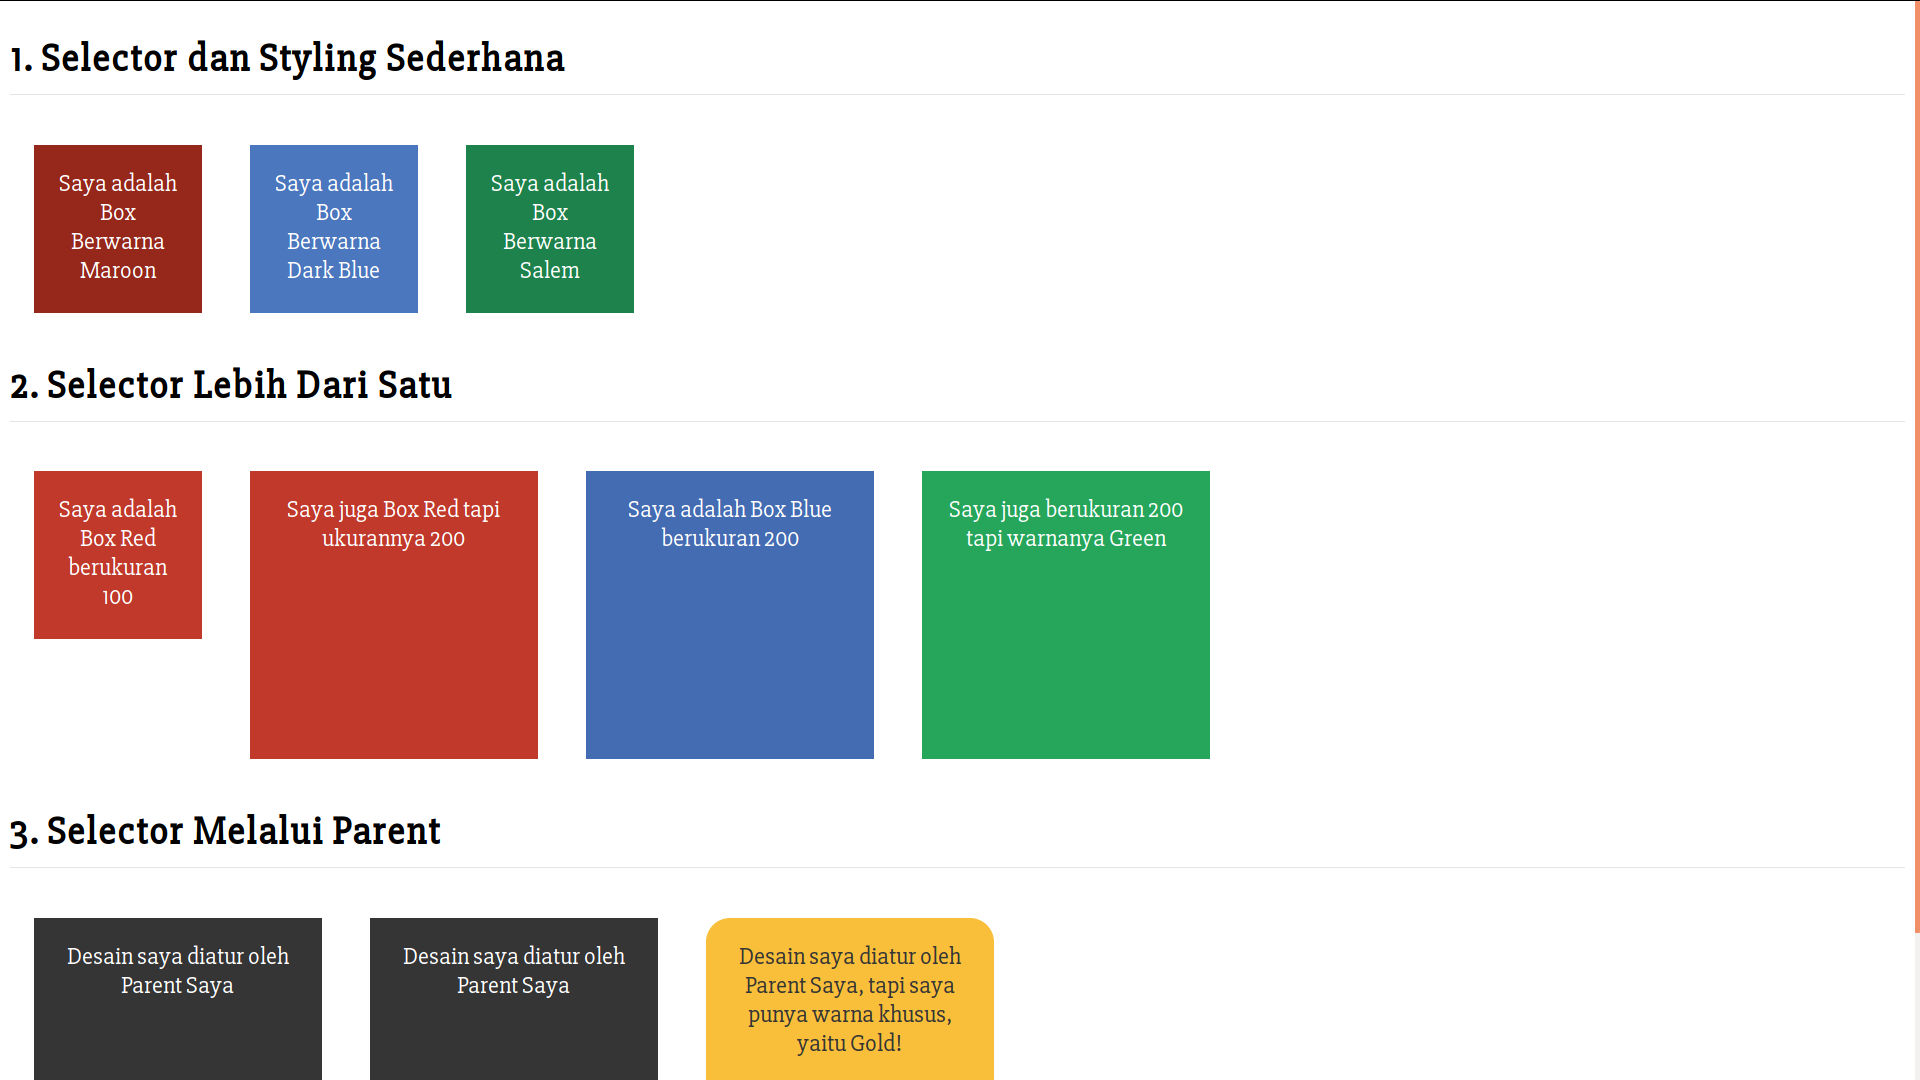 1. Selector dan Styling Sederhana
Saya adalah
Box
Berwarna
Maroon
Saya adalah
Box
Berwarna
Dark Blue
Saya adalah
Box
Berwarna
Salem
2. Selector Lebih Dari Satu
Saya adalah
Box Red
berukuran
100
Saya juga Box Red tapi
ukurannya 200
Saya adalah Box Blue
berukuran 200
Saya juga berukuran 200
tapi warnanya Green
3. Selector Melalui Parent
Desain saya diatur oleh
Parent Saya
Desain saya diatur oleh
Parent Saya
Desain saya diatur oleh
Parent Saya, tapi saya
punya warna khusus,
yaitu Gold!